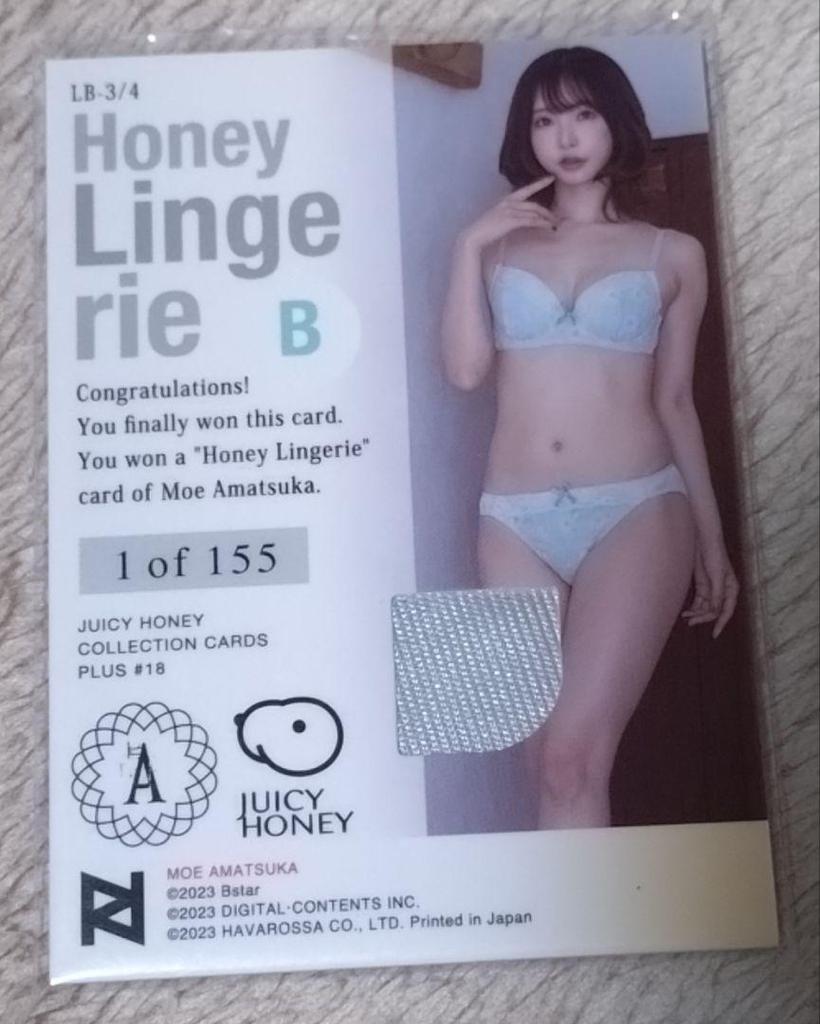 LB-3/4
Honey
Linge
rie B
Congratulations!
You finally won this card.
You won a "Honey Lingerie"
card of Moe Amatsuka.
1 of 155
JUICY HONEY
COLLECTION CARDS
PLUS #18
A
JUICY
HONEY
MOE AMATSUKA
©2023 Bstar
©2023 DIGITAL-CONTENTS INC.
©2023 HAVAROSSA CO., LTD. Printed in Japan